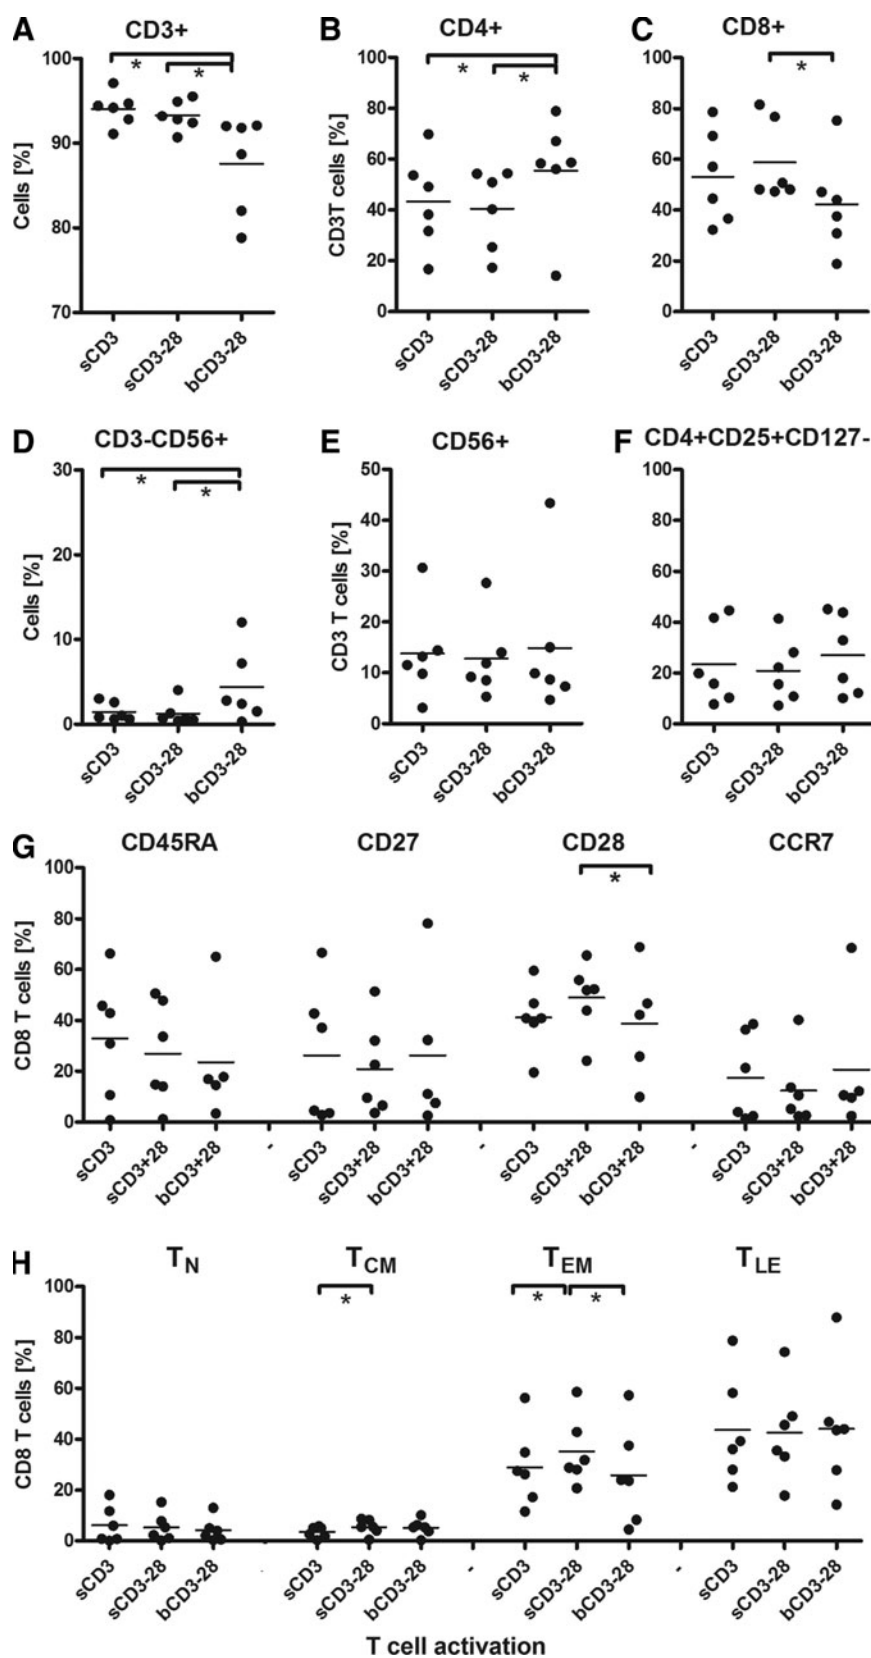 A CD3+
Cells [%]
100
90
80
70
* *
sCD3 sCD3-28 bCD3-28
B CD4+
CD3T cells [%]
100
80
60
40
20
0
* *
sCD3 sCD3-28 bCD3-28
C CD8+
100
80
60
40
20
0
*
sCD3 sCD3-28 bCD3-28
D CD3-CD56+
Cells [%]
30
20
10
0
* *
sCD3 sCD3-28 bCD3-28
E CD56+
CD3 T cells [%]
50
40
30
20
10
0
sCD3 sCD3-28 bCD3-28
F CD4+CD25+CD127-
100
80
60
40
20
0
sCD3 sCD3-28 bCD3-28
G CD45RA CD27 CD28 CCR7
CD8 T cells [%]
100
80
60
40
20
0
*
sCD3 sCD3+28 bCD3+28 - sCD3 sCD3+28 bCD3+28 - sCD3 sCD3+28 bCD3+28 - sCD3 sCD3+28 bCD3+28
H TN TCM TEM TLE
CD8 T cells [%]
100
80
60
40
20
0
* * *
sCD3 sCD3-28 bCD3-28 - sCD3 sCD3-28 bCD3-28 - sCD3 sCD3-28 bCD3-28 - sCD3 sCD3-28 bCD3-28
T cell activation